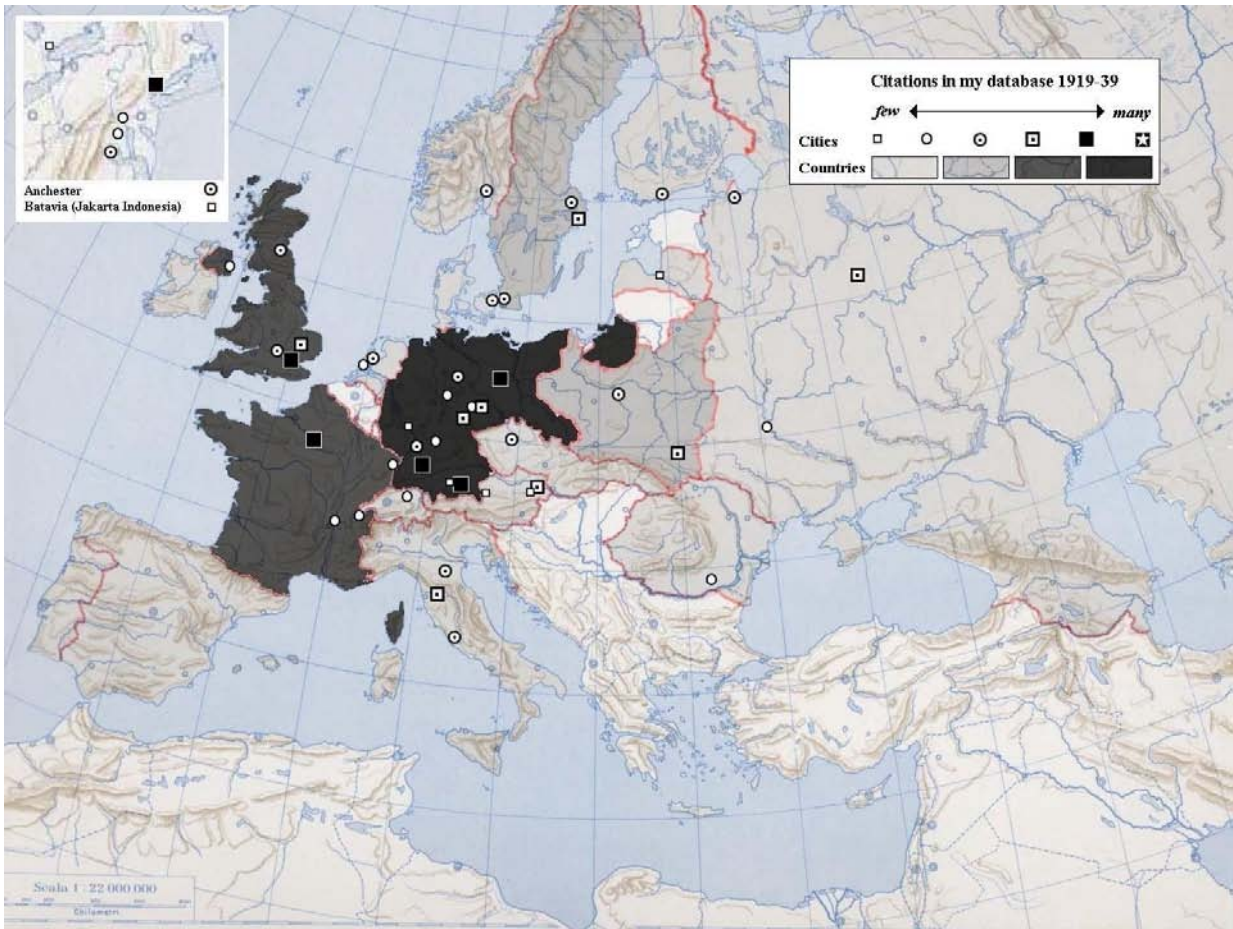 Anchester
Batavia (Jakarta Indonesia)
Citations in my database 1919-39
few many
Cities
Countries
Scala 1 : 22 000 000
Chilometri